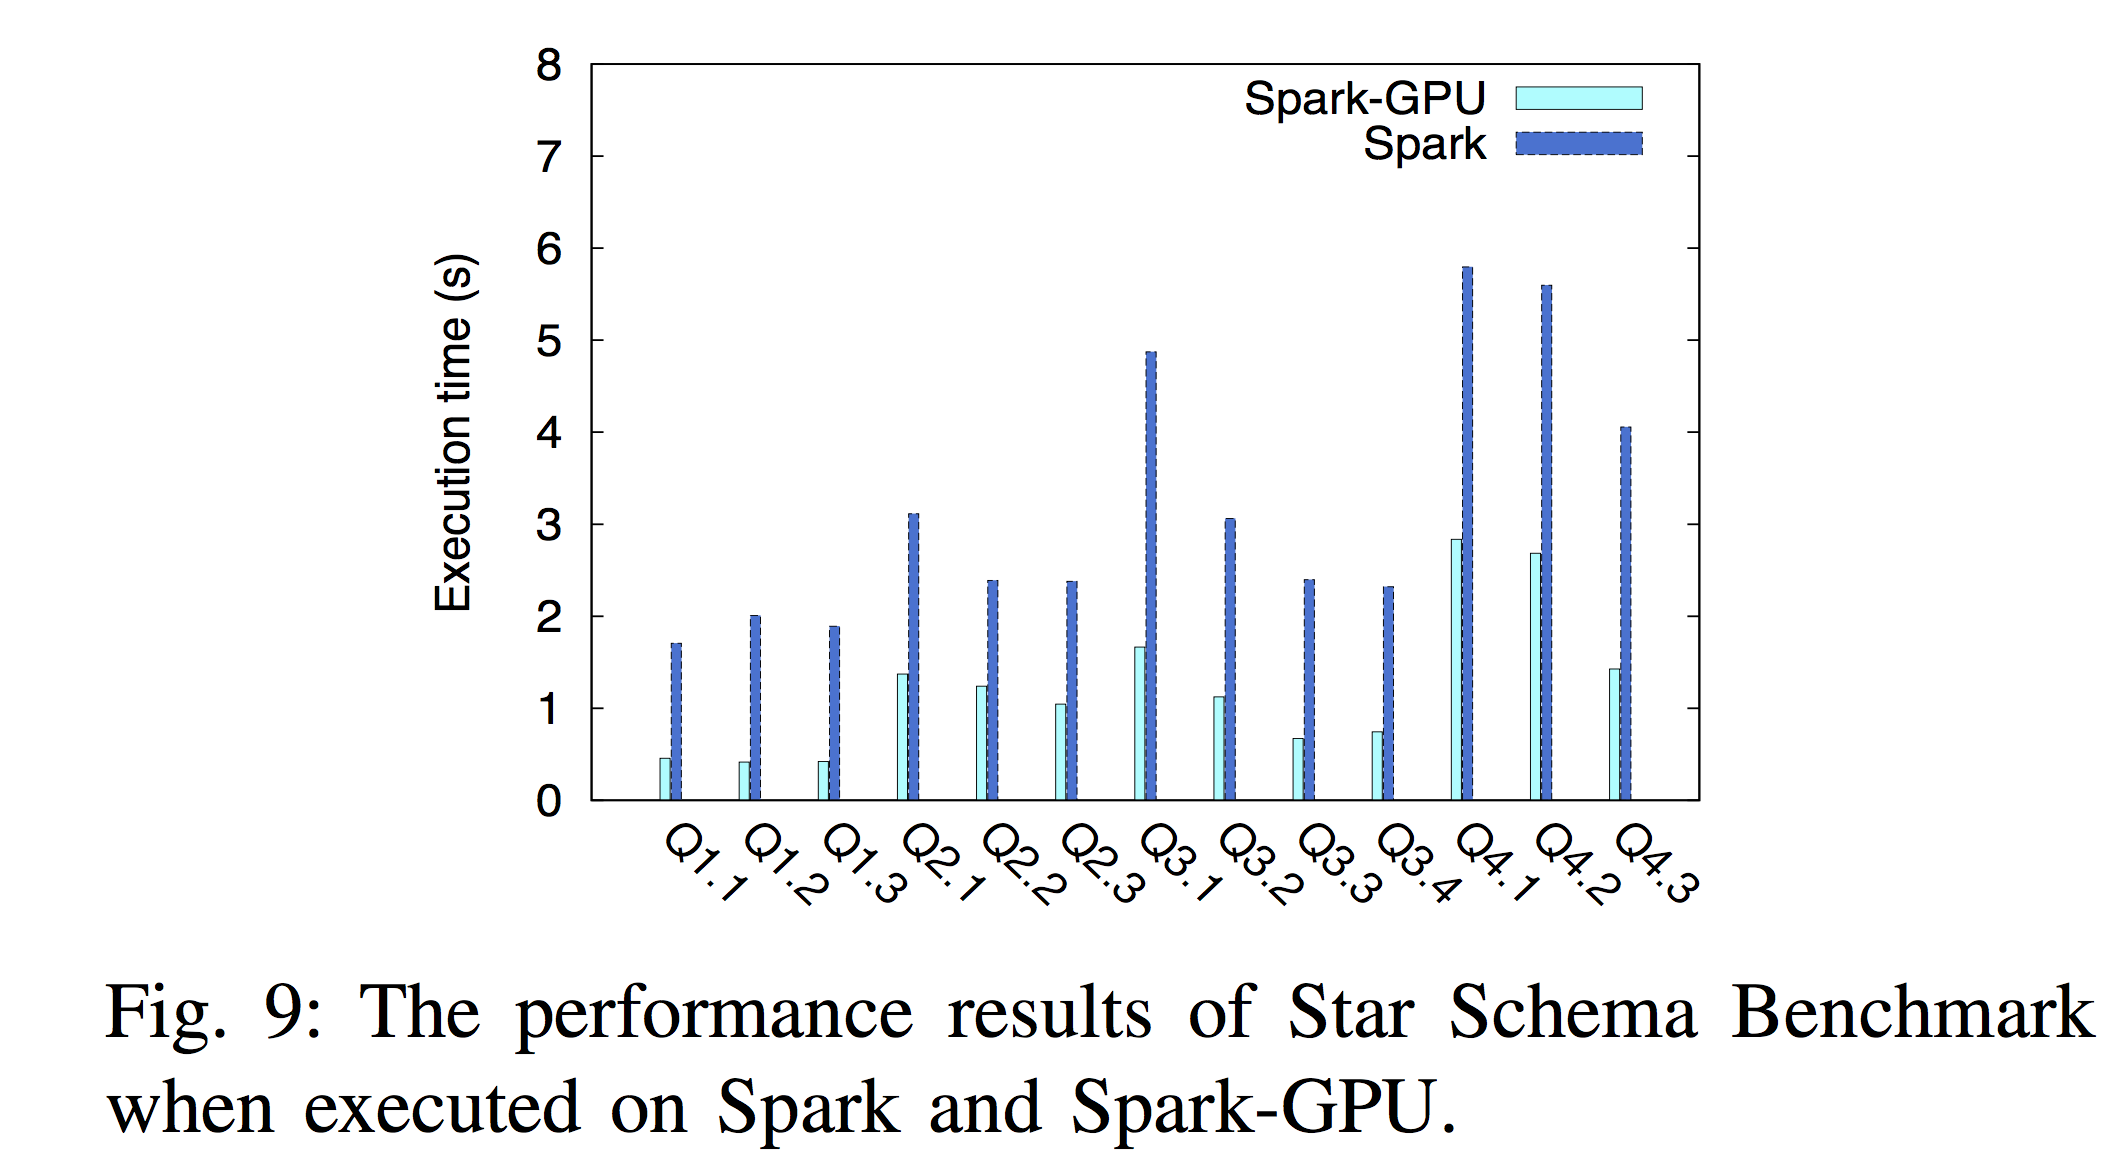 8
Spark-GPU
Spark
7
6
5
4
3
2
1
0
Execution time (s)
Q1.1
Q1.2
Q1.3
Q2.1
Q2.2
Q2.3
Q3.1
Q3.2
Q3.3
Q3.4
Q4.1
Q4.2
Q4.3
Fig. 9: The performance results of Star Schema Benchmark
when executed on Spark and Spark-GPU.